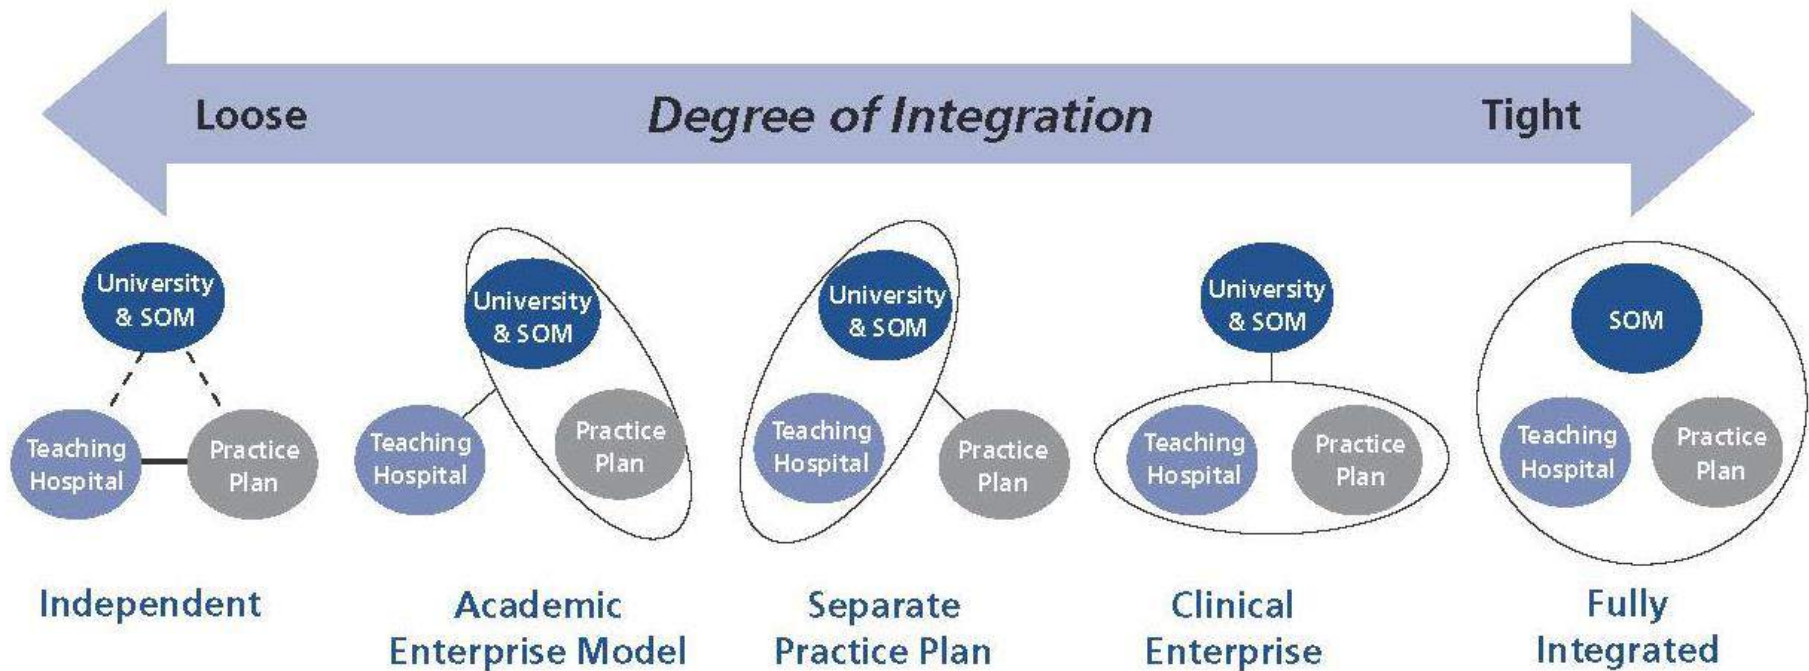 Loose Degree of Integration Tight
University
& SOM
Teaching
Hospital
Practice
Plan
Independent
University
& SOM
Teaching
Hospital
Practice
Plan
Academic
Enterprise Model
University
& SOM
Teaching
Hospital
Practice
Plan
Separate
Practice Plan
University
& SOM
Teaching
Hospital
Practice
Plan
Clinical
Enterprise
SOM
Teaching
Hospital
Practice
Plan
Fully
Integrated